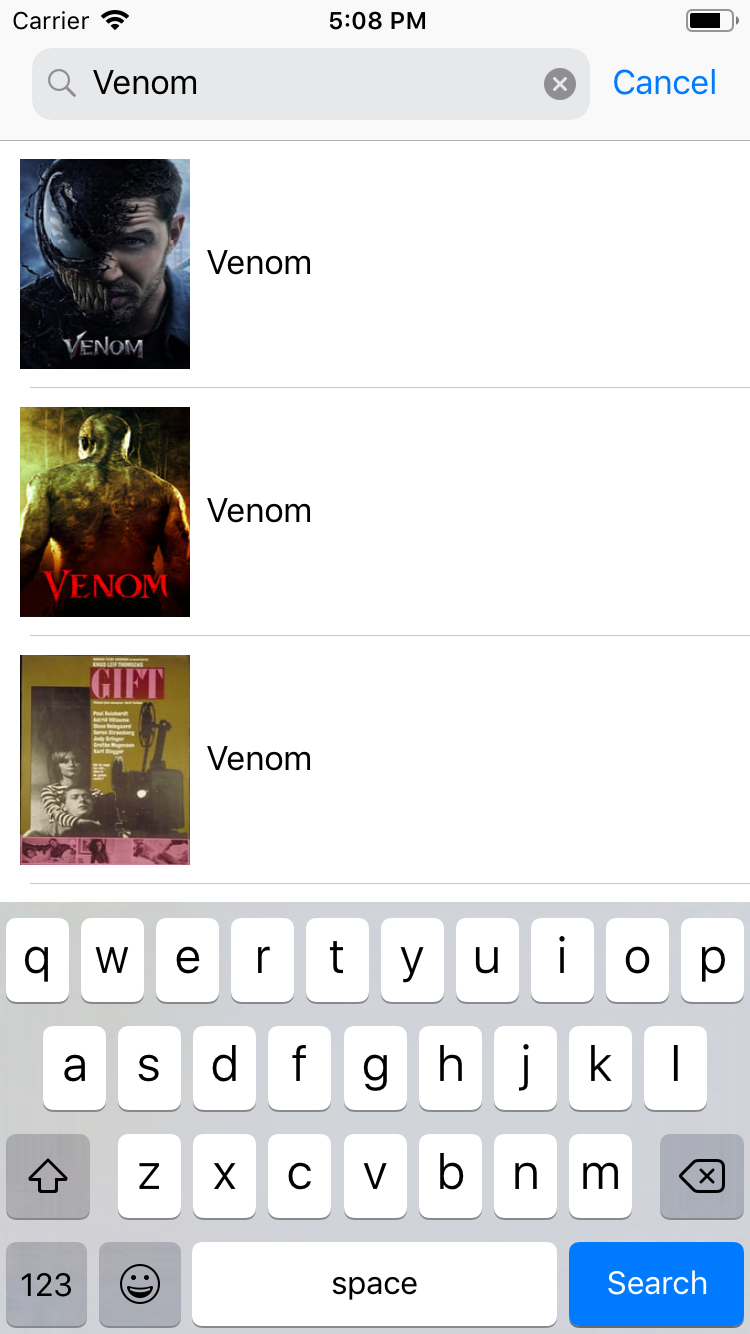 Carrier 5:08 PM
Venom Cancel
VENOM
Venom
VENOM
Venom
GIFT
Venom
q w e r t y u i o p
a s d f g h j k l
z x c v b n m
123 space Search